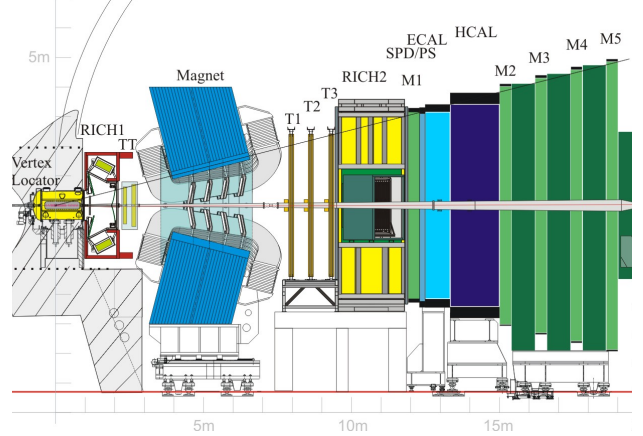 5m
Vertex
Locator
RICH1
TT
Magnet
T1
T2
T3
RICH2
M1
SPD/PS
ECAL
HCAL
M2
M3
M4
M5
5m
10m
15m